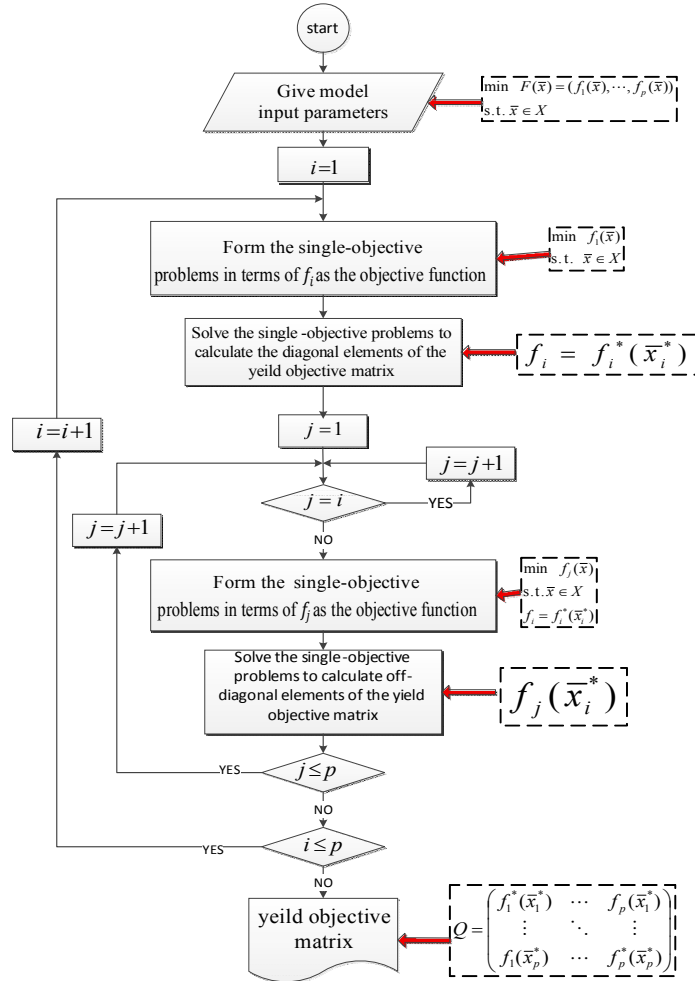 start
Give model
input parameters
min F(x̄) = (f₁(x̄), ⋯, fₚ(x̄))
s.t. x̄ ∈ X
i=1
Form the single-objective
problems in terms of fᵢ as the objective function
min f₁(x̄)
s.t. x̄ ∈ X
Solve the single -objective problems to
calculate the diagonal elements of the
yeild objective matrix
fᵢ = fᵢ*(x̄ᵢ*)
j=1
i=i+1
j=j+1
j=j+1
j=i
YES
NO
Form the single-objective
problems in terms of fⱼ as the objective function
min fⱼ(x̄)
s.t. x̄ ∈ X
fᵢ = fᵢ*(x̄ᵢ*)
Solve the single-objective
problems to calculate off-
diagonal elements of the yield
objective matrix
fⱼ(x̄ᵢ*)
YES
j≤p
NO
YES
i≤p
NO
yeild objective
matrix
f₁*(x̄₁*) ⋯ fₚ(x̄₁*)
Q = ⋮ ⋱ ⋮
f₁(x̄ₚ*) ⋯ fₚ*(x̄ₚ*)